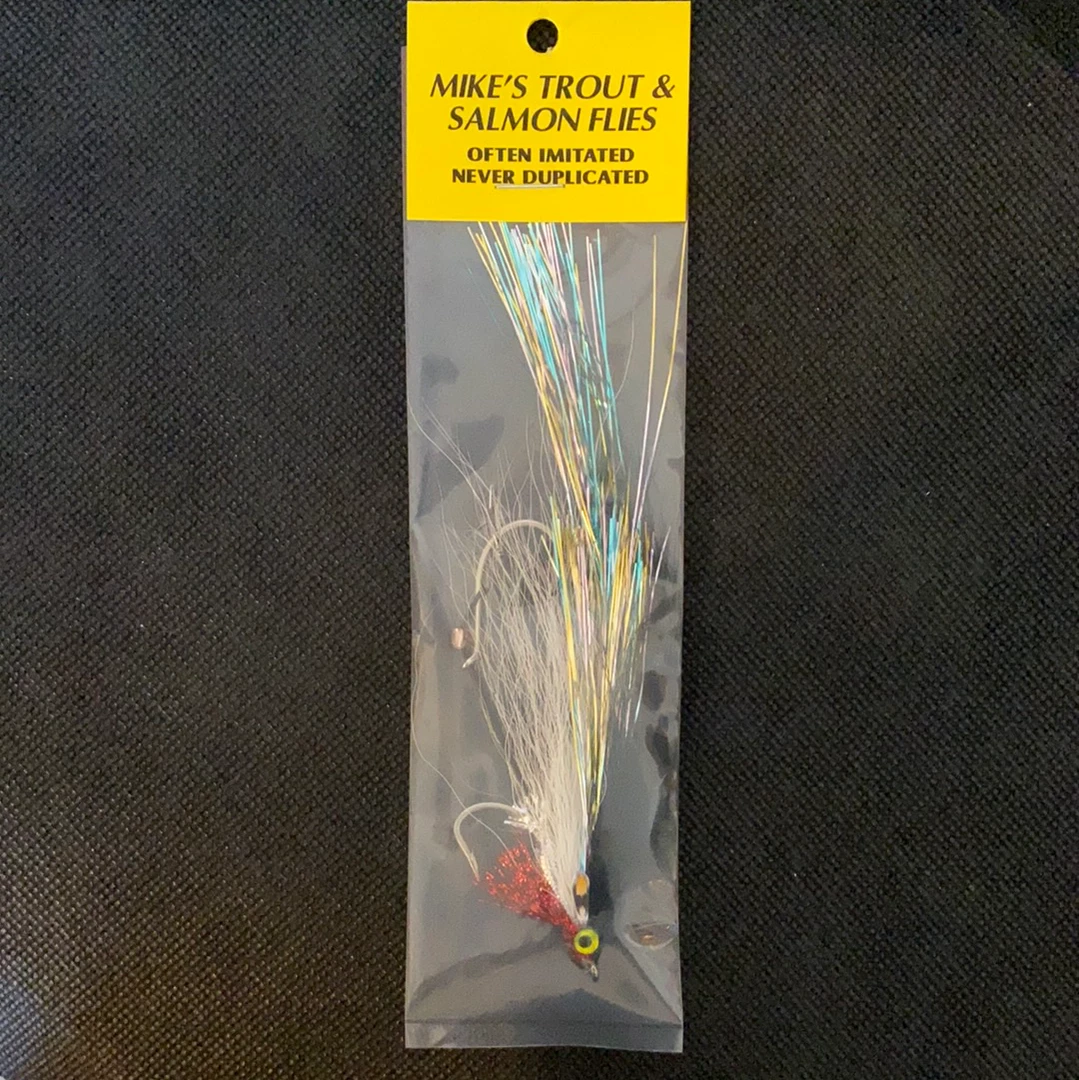 MIKE'S TROUT &
SALMON FLIES
OFTEN IMITATED
NEVER DUPLICATED